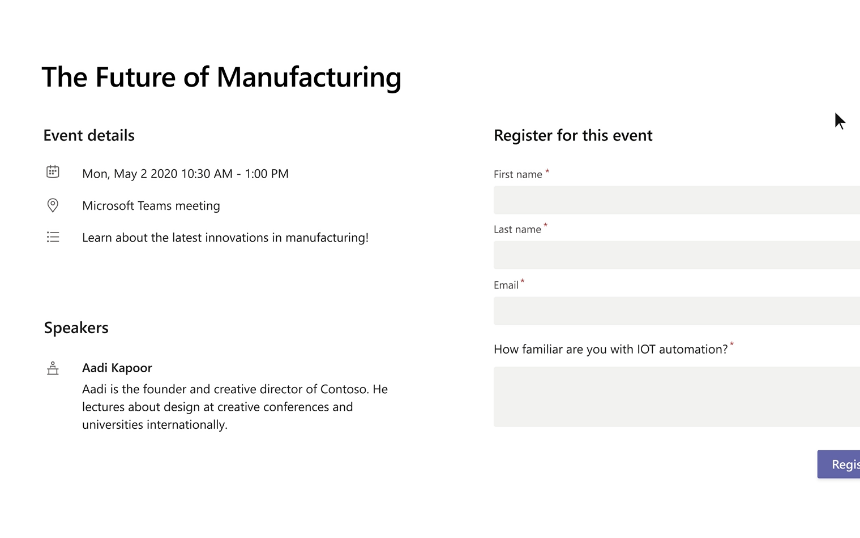 The Future of Manufacturing
Event details
Mon, May 2 2020 10:30 AM - 1:00 PM
Microsoft Teams meeting
Learn about the latest innovations in manufacturing!
Speakers
Aadi Kapoor
Aadi is the founder and creative director of Contoso. He
lectures about design at creative conferences and
universities internationally.
Register for this event
First name *
Last name *
Email *
How familiar are you with IOT automation? *
Regis